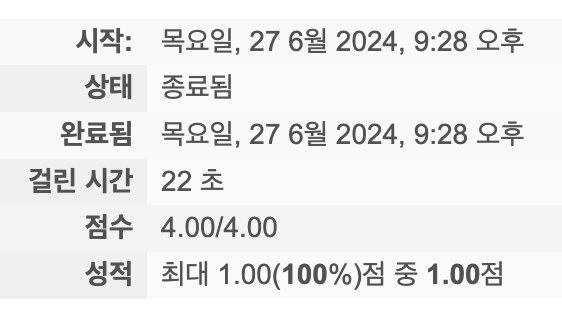 시작: 목요일, 27 6월 2024, 9:28 오후
상태 종료됨
완료됨 목요일, 27 6월 2024, 9:28 오후
걸린 시간 22 초
점수 4.00/4.00
성적 최대 1.00(100%)점 중 1.00점